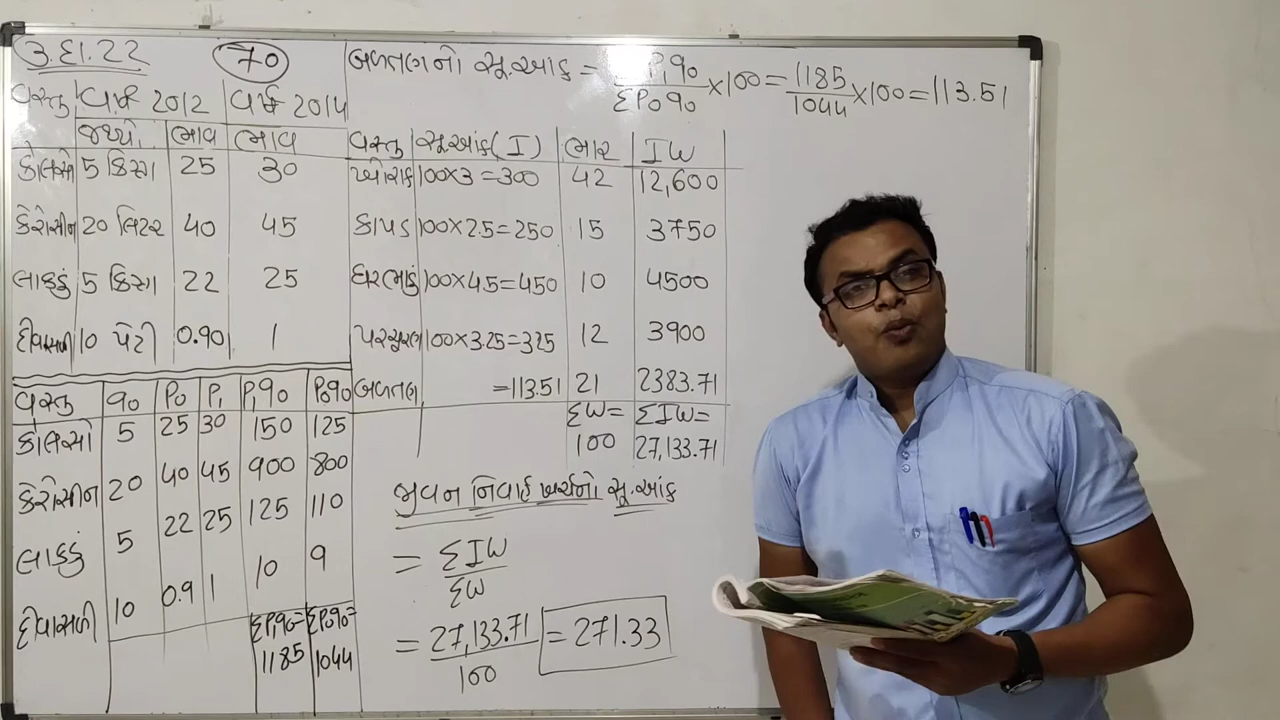 ઉ.દા.22 70
વસ્તુ વર્ષ 2012 વર્ષ 2014
જથ્થો ભાવ ભાવ
કોલસો 5 કિગ્રા 25 30
કેરોસીન 20 લિટર 40 45
લાકડું 5 કિગ્રા 22 25
દીવાસળી 10 પેટી 0.90 1
વસ્તુ q0 P0 P1 P1q0 P0q0
કોલસો 5 25 30 150 125
કેરોસીન 20 40 45 900 800
લાકડું 5 22 25 125 110
દીવાસળી 10 0.9 1 10 9
ΣP1q0= ΣP0q0=
1185 1044
બળતણનો સૂ.આંક = ΣP1q0/ΣP0q0 ×100 = 1185/1044 ×100 = 113.51
વસ્તુ સૂ.આંક(I) ભાર IW
ખોરાક 100×3=300 42 12,600
કાપડ 100×2.5=250 15 3750
ઘરભાડું 100×4.5=450 10 4500
પરચૂરણ 100×3.25=325 12 3900
બળતણ =113.51 21 2383.71
ΣW= ΣIW=
100 27,133.71
જીવન નિર્વાહ ખર્ચનો સૂ.આંક
= ΣIW/ΣW
= 27,133.71/100 = 271.33